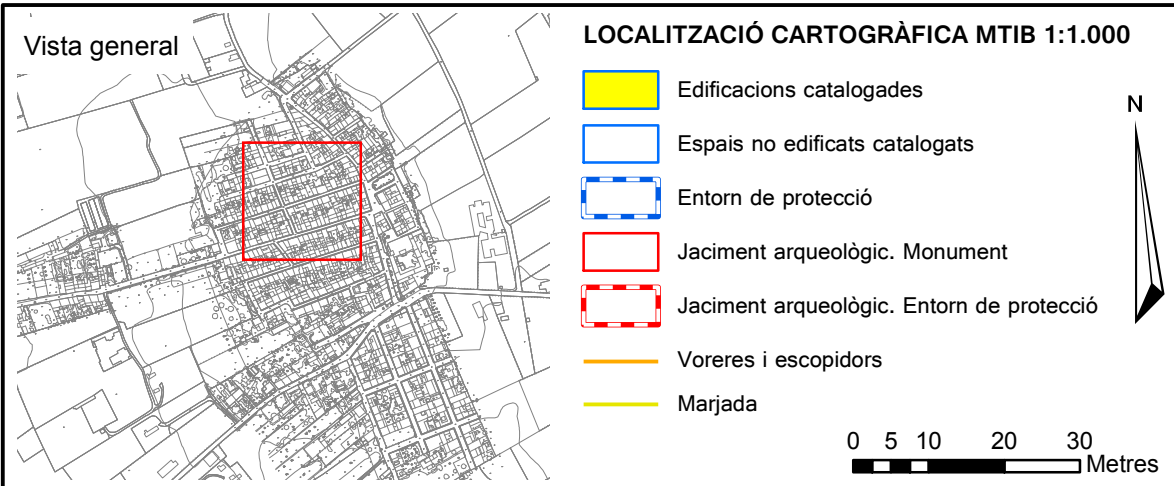 Vista general
LOCALITZACIÓ CARTOGRÀFICA MTIB 1:1.000
Edificacions catalogades
Espais no edificats catalogats
Entorn de protecció
Jaciment arqueològic. Monument
Jaciment arqueològic. Entorn de protecció
Voreres i escopidors
Marjada
N
0 5 10 20 30
Metres